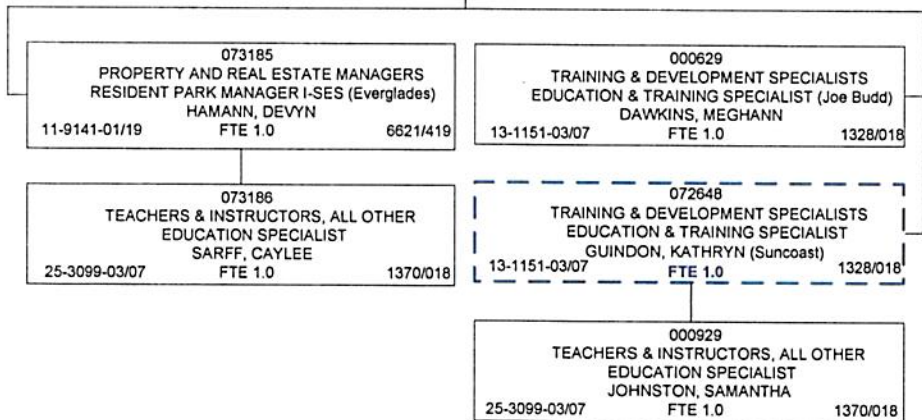 073185
PROPERTY AND REAL ESTATE MANAGERS
RESIDENT PARK MANAGER I-SES (Everglades)
HAMANN, DEVYN
11-9141-01/19 FTE 1.0 6621/419
073186
TEACHERS & INSTRUCTORS, ALL OTHER
EDUCATION SPECIALIST
SARFF, CAYLEE
25-3099-03/07 FTE 1.0 1370/018
000629
TRAINING & DEVELOPMENT SPECIALISTS
EDUCATION & TRAINING SPECIALIST (Joe Budd)
DAWKINS, MEGHANN
13-1151-03/07 FTE 1.0 1328/018
072648
TRAINING & DEVELOPMENT SPECIALISTS
EDUCATION & TRAINING SPECIALIST
GUINDON, KATHRYN (Suncoast)
13-1151-03/07 FTE 1.0 1328/018
000929
TEACHERS & INSTRUCTORS, ALL OTHER
EDUCATION SPECIALIST
JOHNSTON, SAMANTHA
25-3099-03/07 FTE 1.0 1370/018